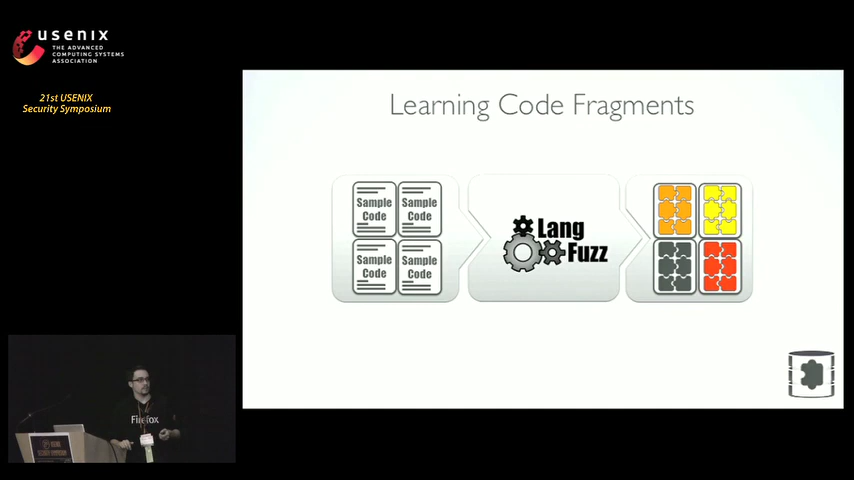 usenix
THE ADVANCED
COMPUTING SYSTEMS
ASSOCIATION
21st USENIX
Security Symposium
Learning Code Fragments
Sample
Code
Sample
Code
Sample
Code
Sample
Code
Lang
Fuzz
Firefox